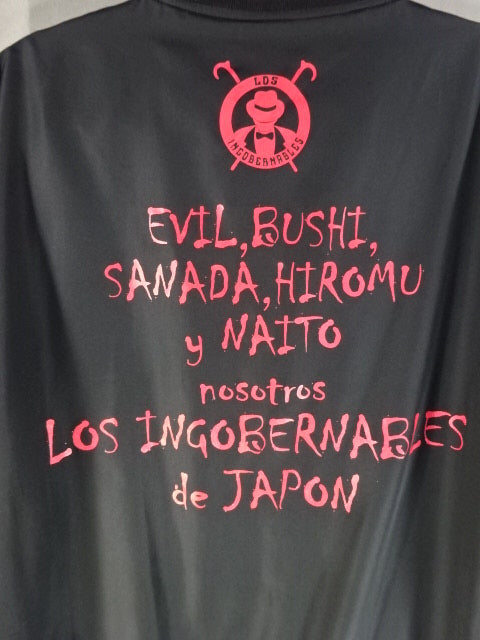 LOS
INGOBERNABLES
EVIL, BUSHI,
SANADA, HIROMU
y NAITO
nosotros
LOS INGOBERNABLES
de JAPON